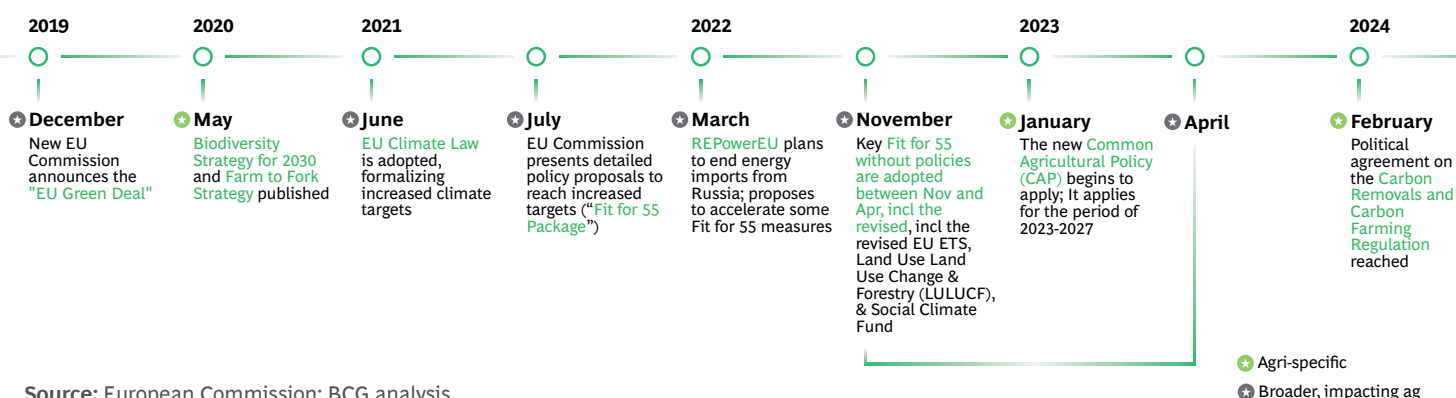 2019
2020
2021
2022
2023
2024
December
New EU
Commission
announces the
"EU Green Deal"
May
Biodiversity
Strategy for 2030
and Farm to Fork
Strategy published
June
EU Climate Law
is adopted,
formalizing
increased climate
targets
July
EU Commission
presents detailed
policy proposals to
reach increased
targets (“Fit for 55
Package”)
March
REPowerEU plans
to end energy
imports from
Russia; proposes
to accelerate some
Fit for 55 measures
November
Key Fit for 55
without policies
are adopted
between Nov and
Apr, incl the
revised, incl the
revised EU ETS,
Land Use Land
Use Change &
Forestry (LULUCF),
& Social Climate
Fund
January
The new Common
Agricultural Policy
(CAP) begins to
apply; It applies
for the period of
2023-2027
April
February
Political
agreement on
the Carbon
Removals and
Carbon
Farming
Regulation
reached
Agri-specific
Broader, impacting ag
Source: European Commission; BCG analysis